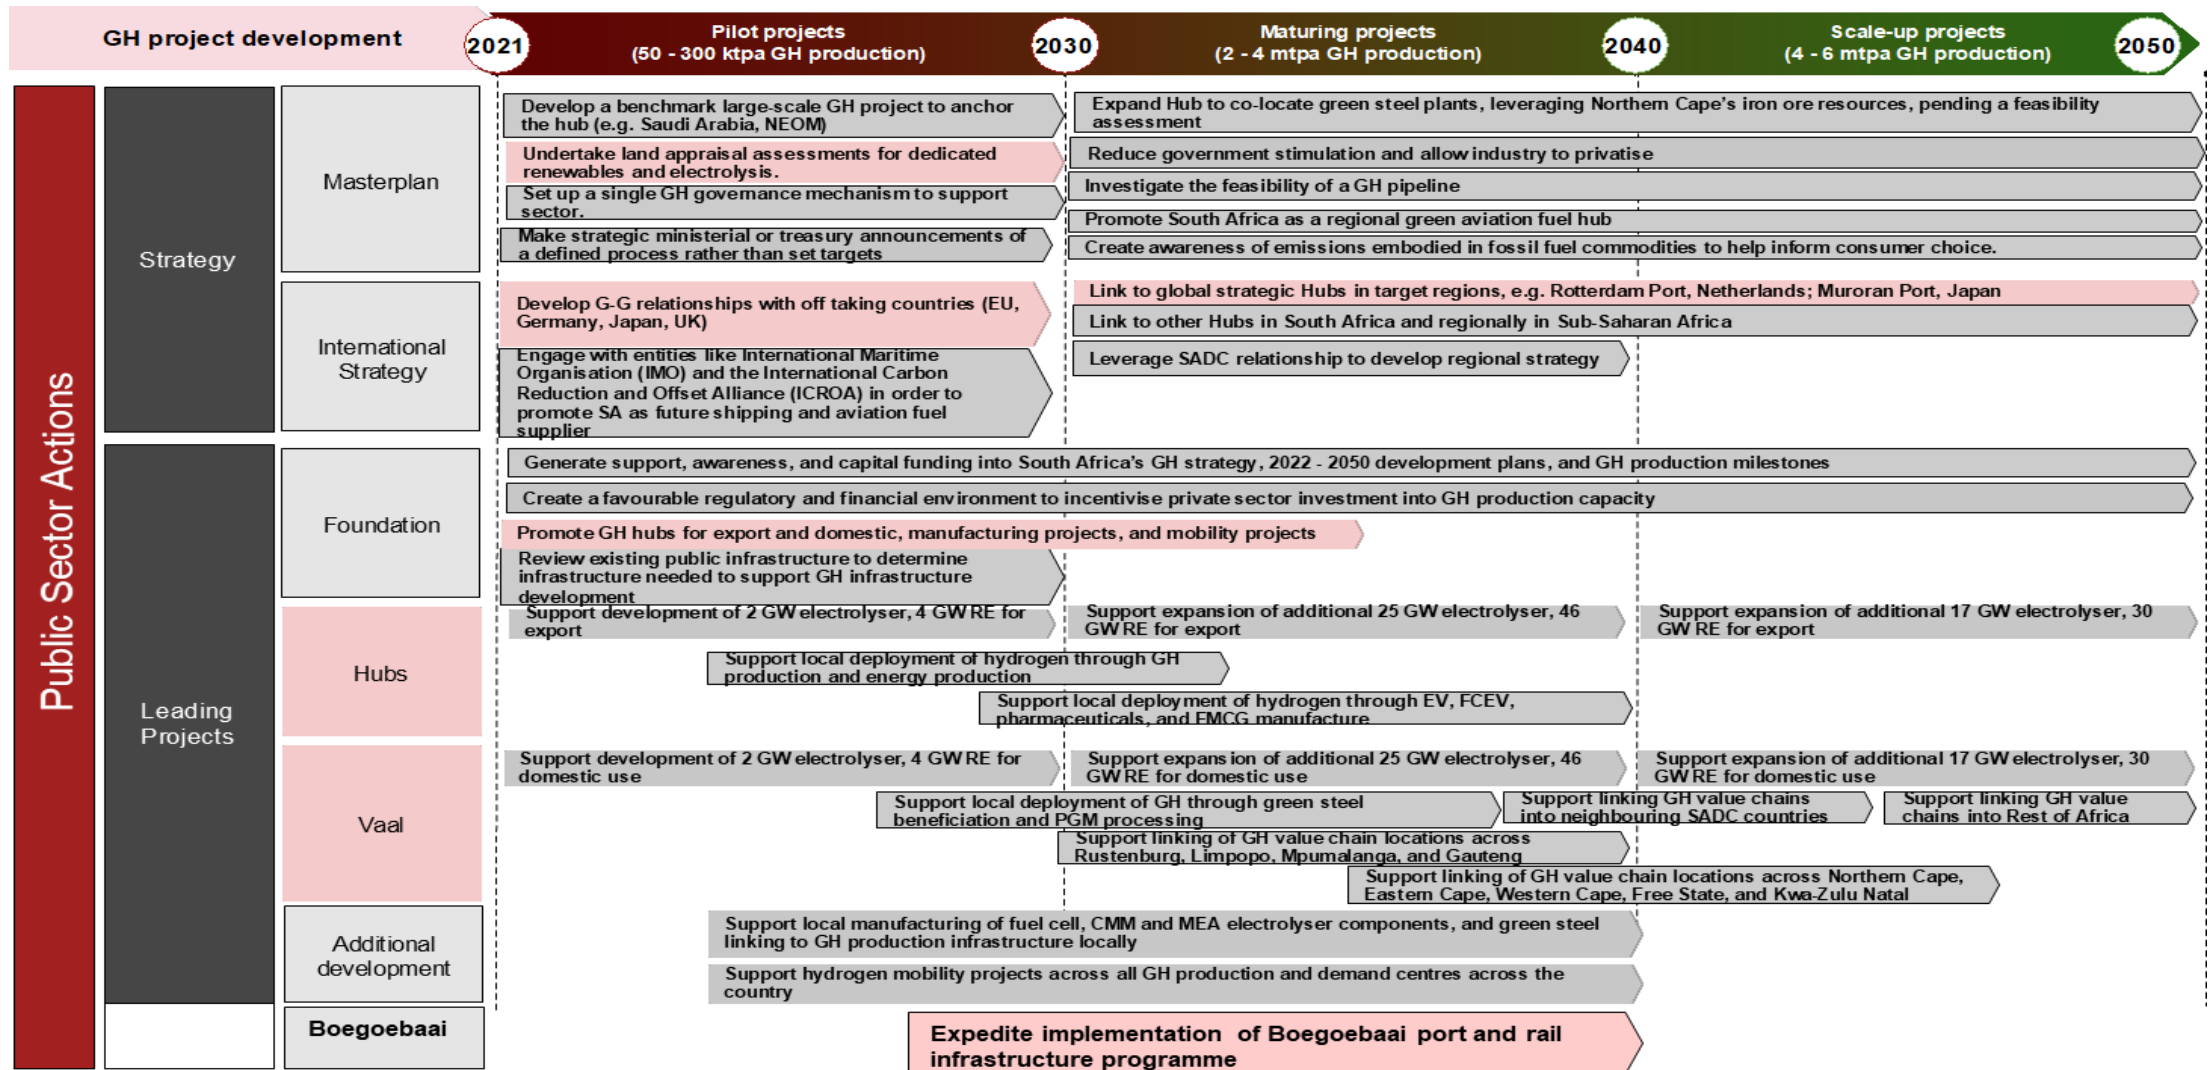 GH project development
2021
Pilot projects
(50 - 300 ktpa GH production)
2030
Maturing projects
(2 - 4 mtpa GH production)
2040
Scale-up projects
(4 - 6 mtpa GH production)
2050
Public Sector Actions
Strategy
Masterplan
Develop a benchmark large-scale GH project to anchor
the hub (e.g. Saudi Arabia, NEOM)
Undertake land appraisal assessments for dedicated
renewables and electrolysis.
Set up a single GH governance mechanism to support
sector.
Make strategic ministerial or treasury announcements of
a defined process rather than set targets
Expand Hub to co-locate green steel plants, leveraging Northern Cape's iron ore resources, pending a feasibility
assessment
Reduce government stimulation and allow industry to privatise
Investigate the feasibility of a GH pipeline
Promote South Africa as a regional green aviation fuel hub
Create awareness of emissions embodied in fossil fuel commodities to help inform consumer choice.
International
Strategy
Develop G-G relationships with off taking countries (EU,
Germany, Japan, UK)
Engage with entities like International Maritime
Organisation (IMO) and the International Carbon
Reduction and Offset Alliance (ICROA) in order to
promote SA as future shipping and aviation fuel
supplier
Link to global strategic Hubs in target regions, e.g. Rotterdam Port, Netherlands; Muroran Port, Japan
Link to other Hubs in South Africa and regionally in Sub-Saharan Africa
Leverage SADC relationship to develop regional strategy
Leading
Projects
Foundation
Generate support, awareness, and capital funding into South Africa's GH strategy, 2022 - 2050 development plans, and GH production milestones
Create a favourable regulatory and financial environment to incentivise private sector investment into GH production capacity
Promote GH hubs for export and domestic, manufacturing projects, and mobility projects
Review existing public infrastructure to determine
infrastructure needed to support GH infrastructure
development
Hubs
Support development of 2 GW electrolyser, 4 GW RE for
export
Support expansion of additional 25 GW electrolyser, 46
GW RE for export
Support expansion of additional 17 GW electrolyser, 30
GW RE for export
Support local deployment of hydrogen through GH
production and energy production
Support local deployment of hydrogen through EV, FCEV,
pharmaceuticals, and FMCG manufacture
Vaal
Support development of 2 GW electrolyser, 4 GW RE for
domestic use
Support expansion of additional 25 GW electrolyser, 46
GW RE for domestic use
Support expansion of additional 17 GW electrolyser, 30
GW RE for domestic use
Support local deployment of GH through green steel
beneficiation and PGM processing
Support linking GH value chains
into neighbouring SADC countries
Support linking GH value
chains into Rest of Africa
Support linking of GH value chain locations across
Rustenburg, Limpopo, Mpumalanga, and Gauteng
Support linking of GH value chain locations across Northern Cape,
Eastern Cape, Western Cape, Free State, and Kwa-Zulu Natal
Additional
development
Support local manufacturing of fuel cell, CMM and MEA electrolyser components, and green steel
linking to GH production infrastructure locally
Support hydrogen mobility projects across all GH production and demand centres across the
country
Boegoebaai
Expedite implementation of Boegoebaai port and rail
infrastructure programme